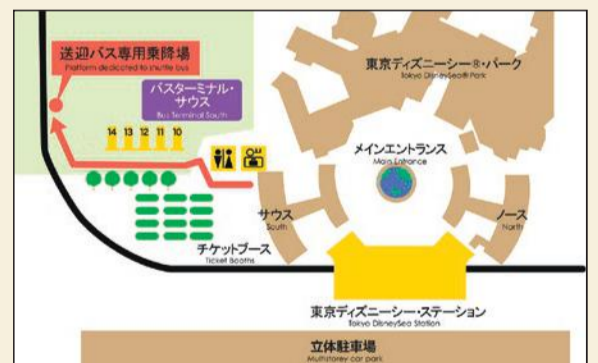 送迎バス専用乗降場
Platform dedicated to shuttle bus
バスターミナル・
サウス
Bus Terminal South
14 13 12 11 10
東京ディズニーシー®・パーク
Tokyo DisneySea® Park
メインエントランス
Main Entrance
サウス
South
ノース
North
チケットブース
Ticket Booths
東京ディズニーシー・ステーション
Tokyo DisneySea Station
立体駐車場
Multistorey car park